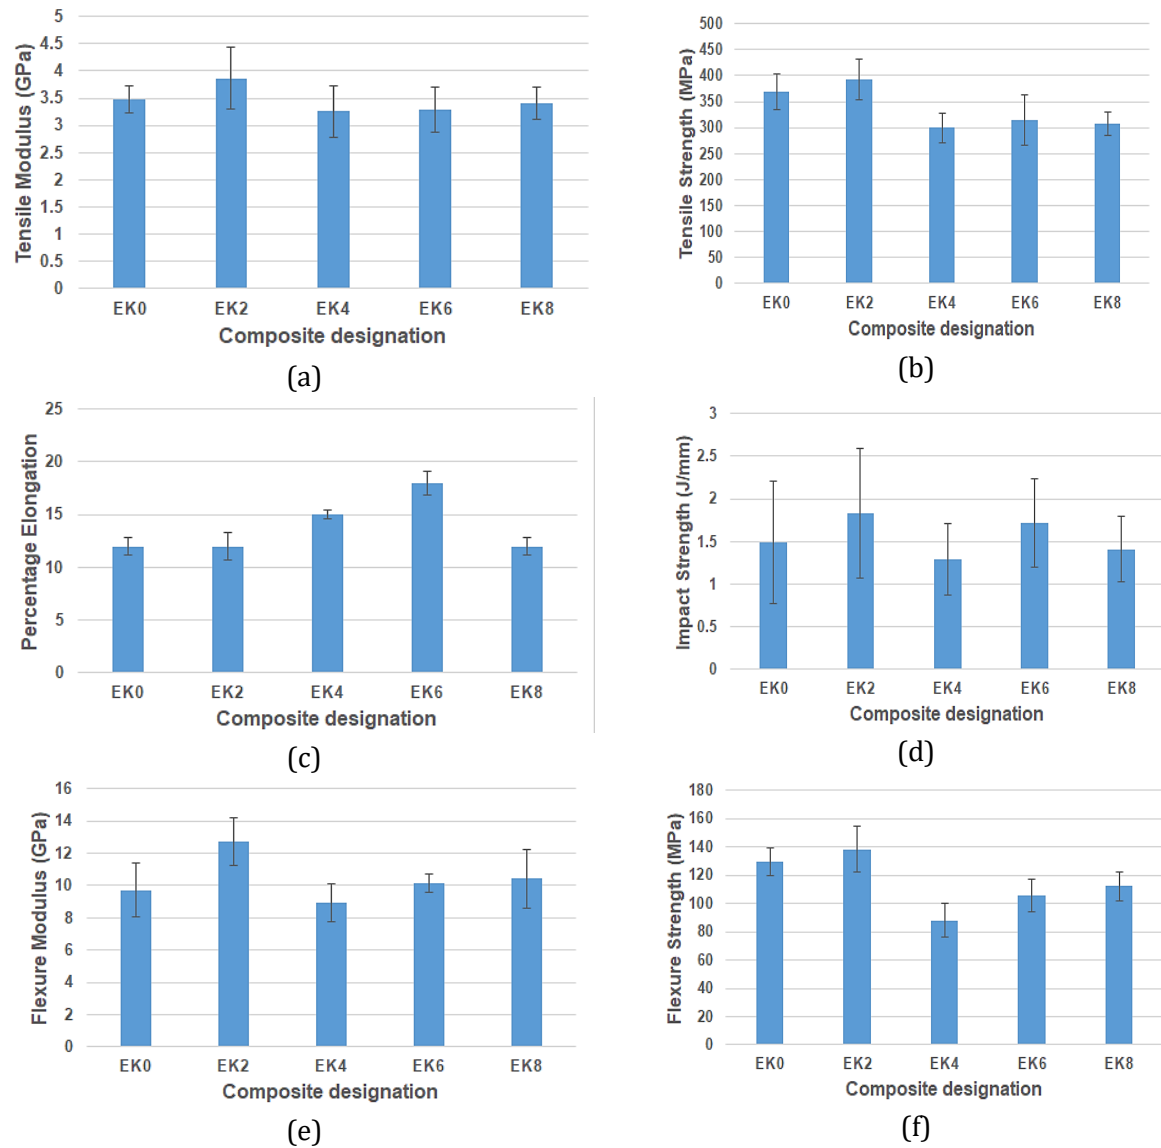 Tensile Modulus (GPa)
5
4.5
4
3.5
3
2.5
2
1.5
1
0.5
0
EK0 EK2 EK4 EK6 EK8
Composite designation
(a)
Tensile Strength (MPa)
500
450
400
350
300
250
200
150
100
50
0
EK0 EK2 EK4 EK6 EK8
Composite designation
(b)
Percentage Elongation
25
20
15
10
5
0
EK0 EK2 EK4 EK6 EK8
Composite designation
(c)
Impact Strength (J/mm)
3
2.5
2
1.5
1
0.5
0
EK0 EK2 EK4 EK6 EK8
Composite designation
(d)
Flexure Modulus (GPa)
16
14
12
10
8
6
4
2
0
EK0 EK2 EK4 EK6 EK8
Composite designation
(e)
Flexure Strength (MPa)
180
160
140
120
100
80
60
40
20
0
EK0 EK2 EK4 EK6 EK8
Composite designation
(f)